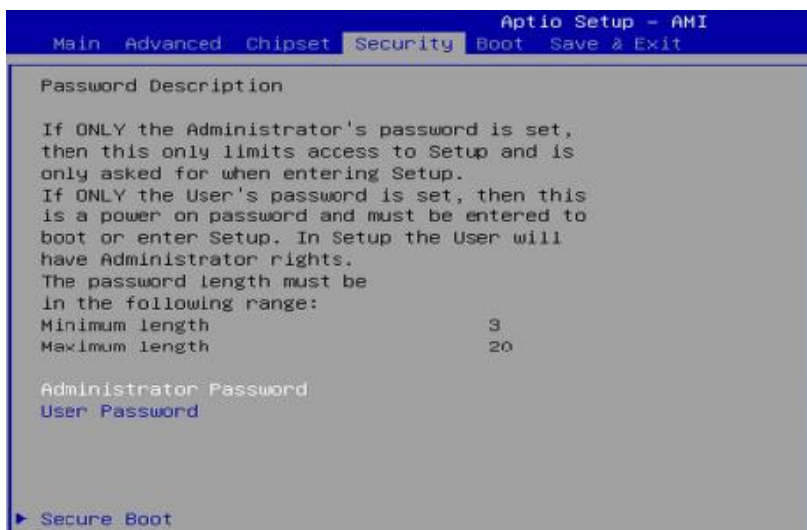 Aptio Setup - AMI
Main Advanced Chipset Security Boot Save & Exit
Password Description
If ONLY the Administrator's password is set,
then this only limits access to Setup and is
only asked for when entering Setup.
If ONLY the User's password is set, then this
is a power on password and must be entered to
boot or enter Setup. In Setup the User will
have Administrator rights.
The password length must be
in the following range:
Minimum length 3
Maximum length 20
Administrator Password
User Password
Secure Boot